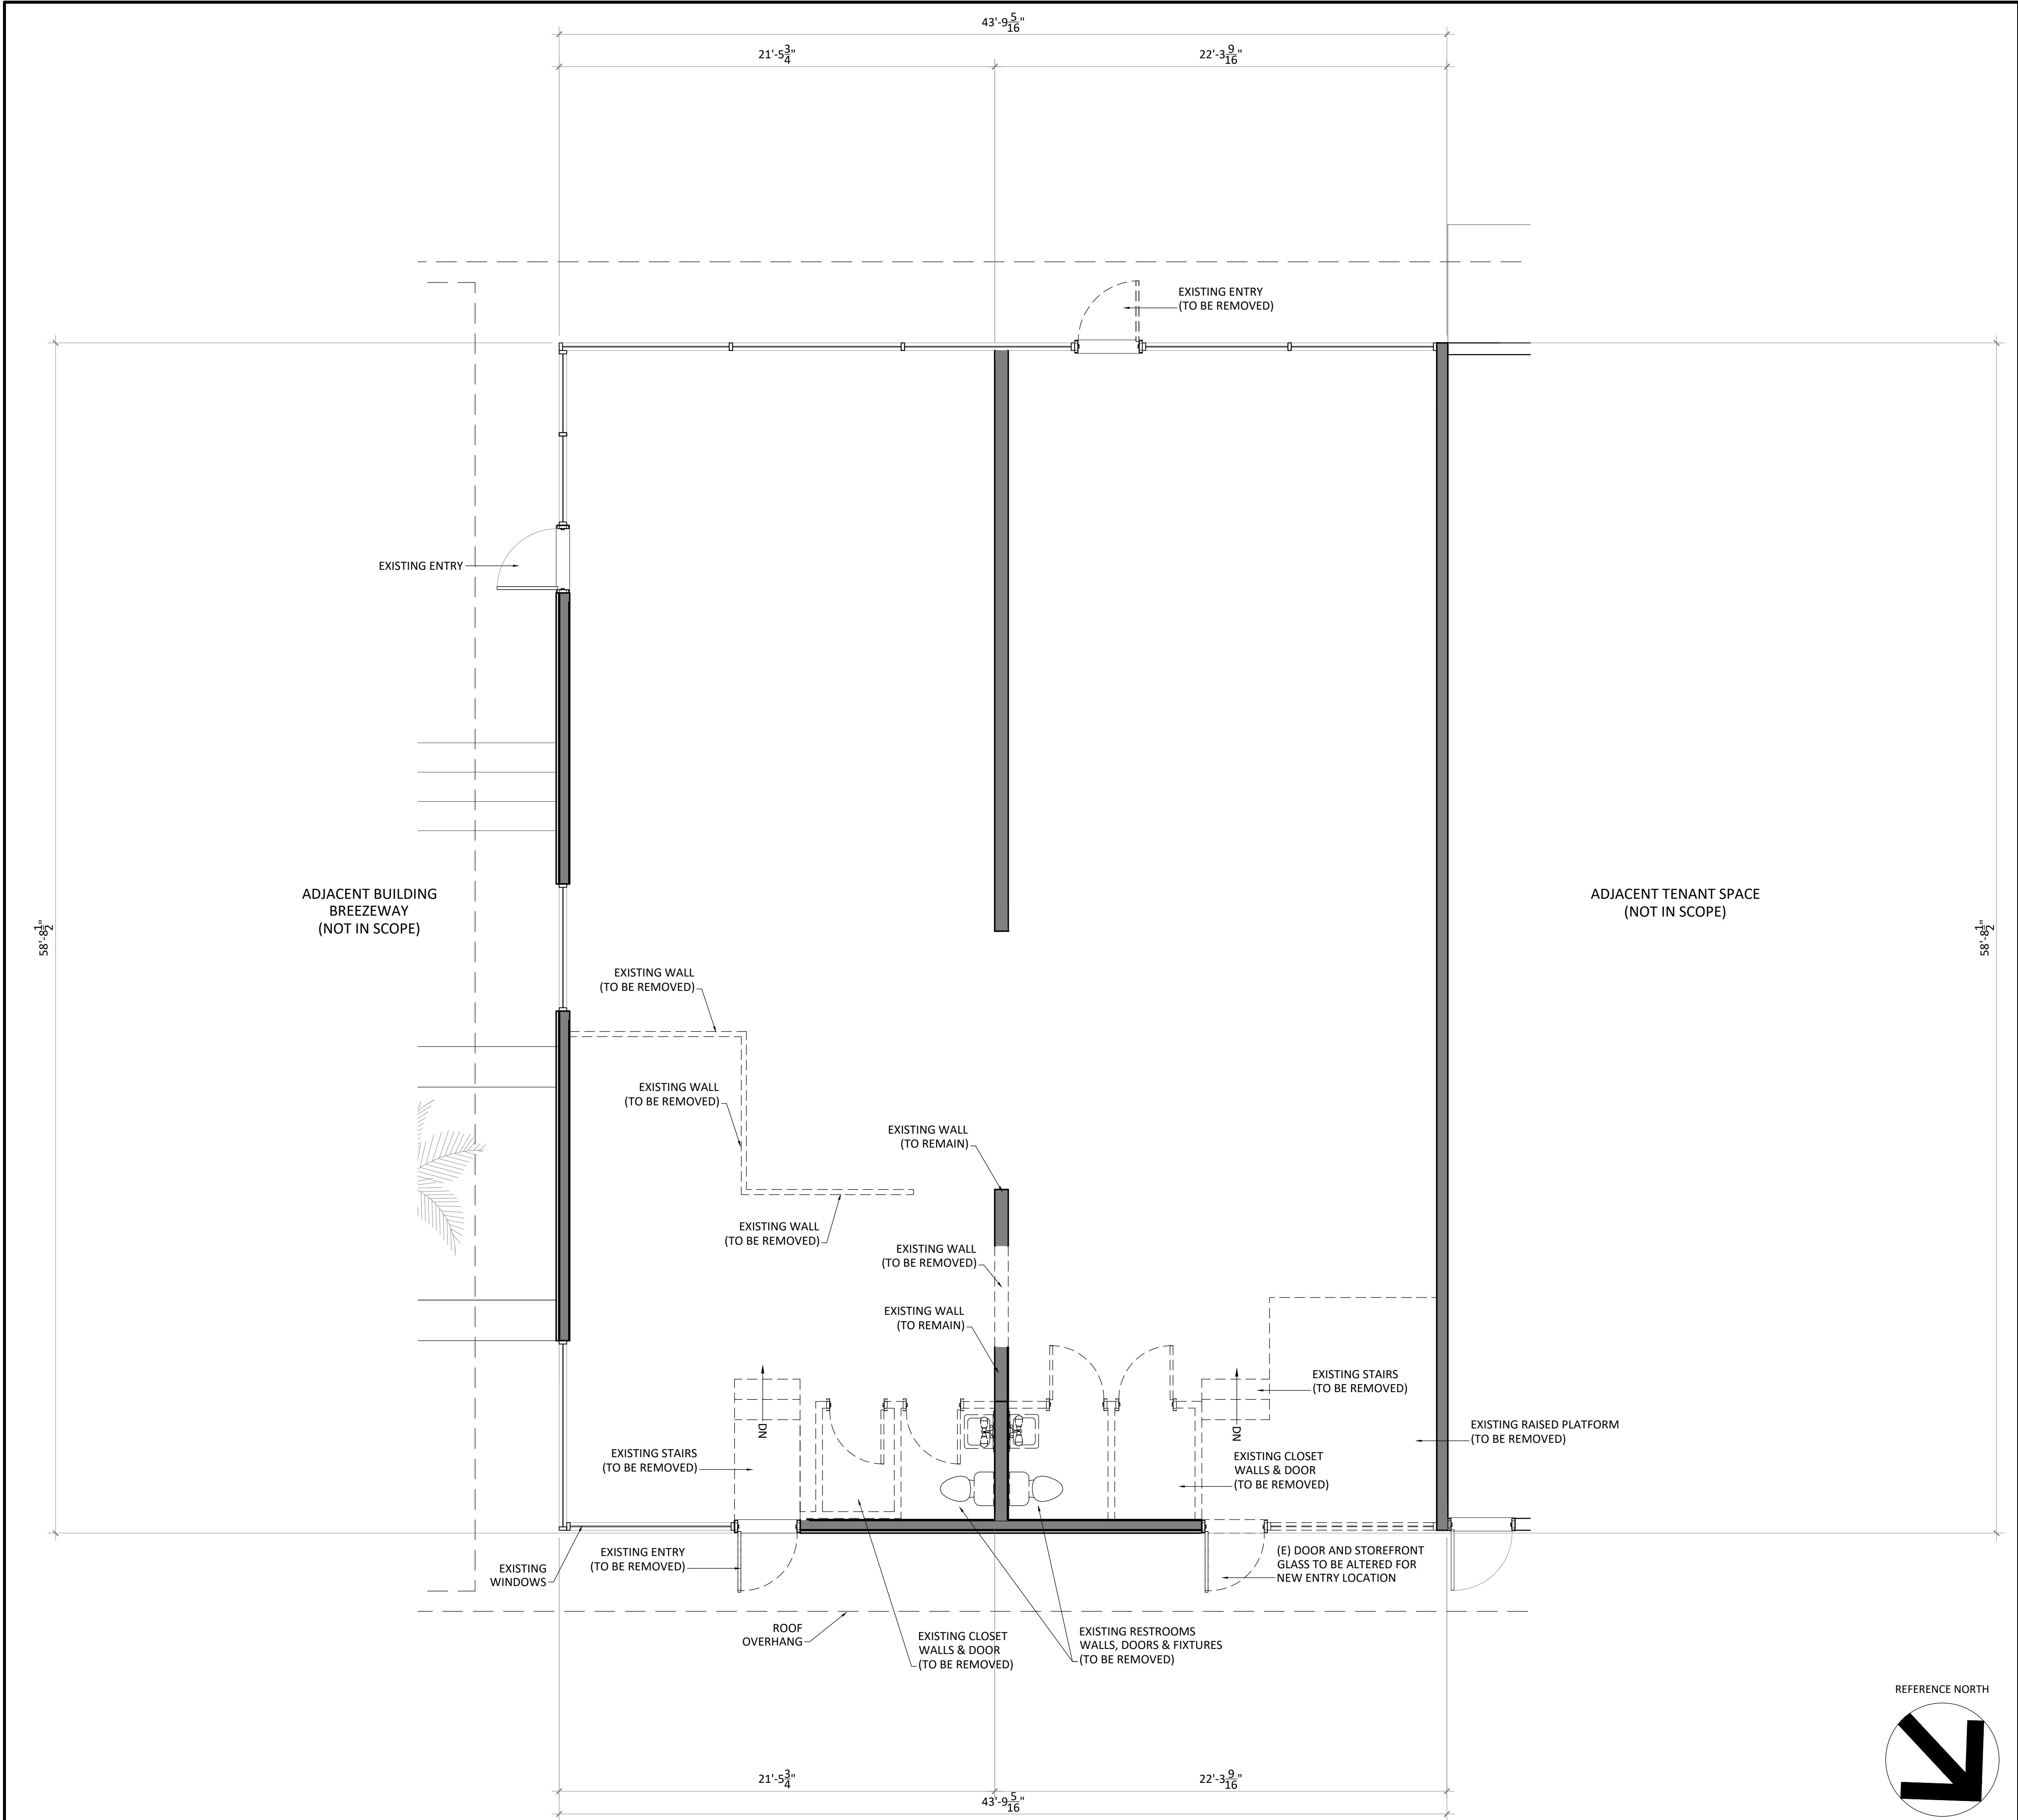 43'-9 5/16"
21'-5 3/4"
22'-3 9/16"
EXISTING ENTRY
(TO BE REMOVED)
EXISTING ENTRY
ADJACENT BUILDING
BREEZEWAY
(NOT IN SCOPE)
ADJACENT TENANT SPACE
(NOT IN SCOPE)
58'-8 1/2"
58'-8 1/2"
EXISTING WALL
(TO BE REMOVED)
EXISTING WALL
(TO BE REMOVED)
EXISTING WALL
(TO REMAIN)
EXISTING WALL
(TO BE REMOVED)
EXISTING WALL
(TO BE REMOVED)
EXISTING WALL
(TO REMAIN)
EXISTING STAIRS
(TO BE REMOVED)
DN
DN
EXISTING RAISED PLATFORM
(TO BE REMOVED)
EXISTING STAIRS
(TO BE REMOVED)
EXISTING CLOSET
WALLS & DOOR
(TO BE REMOVED)
EXISTING
WINDOWS
EXISTING ENTRY
(TO BE REMOVED)
(E) DOOR AND STOREFRONT
GLASS TO BE ALTERED FOR
NEW ENTRY LOCATION
ROOF
OVERHANG
EXISTING CLOSET
WALLS & DOOR
(TO BE REMOVED)
EXISTING RESTROOMS
WALLS, DOORS & FIXTURES
(TO BE REMOVED)
REFERENCE NORTH
21'-5 3/4"
22'-3 9/16"
43'-9 5/16"